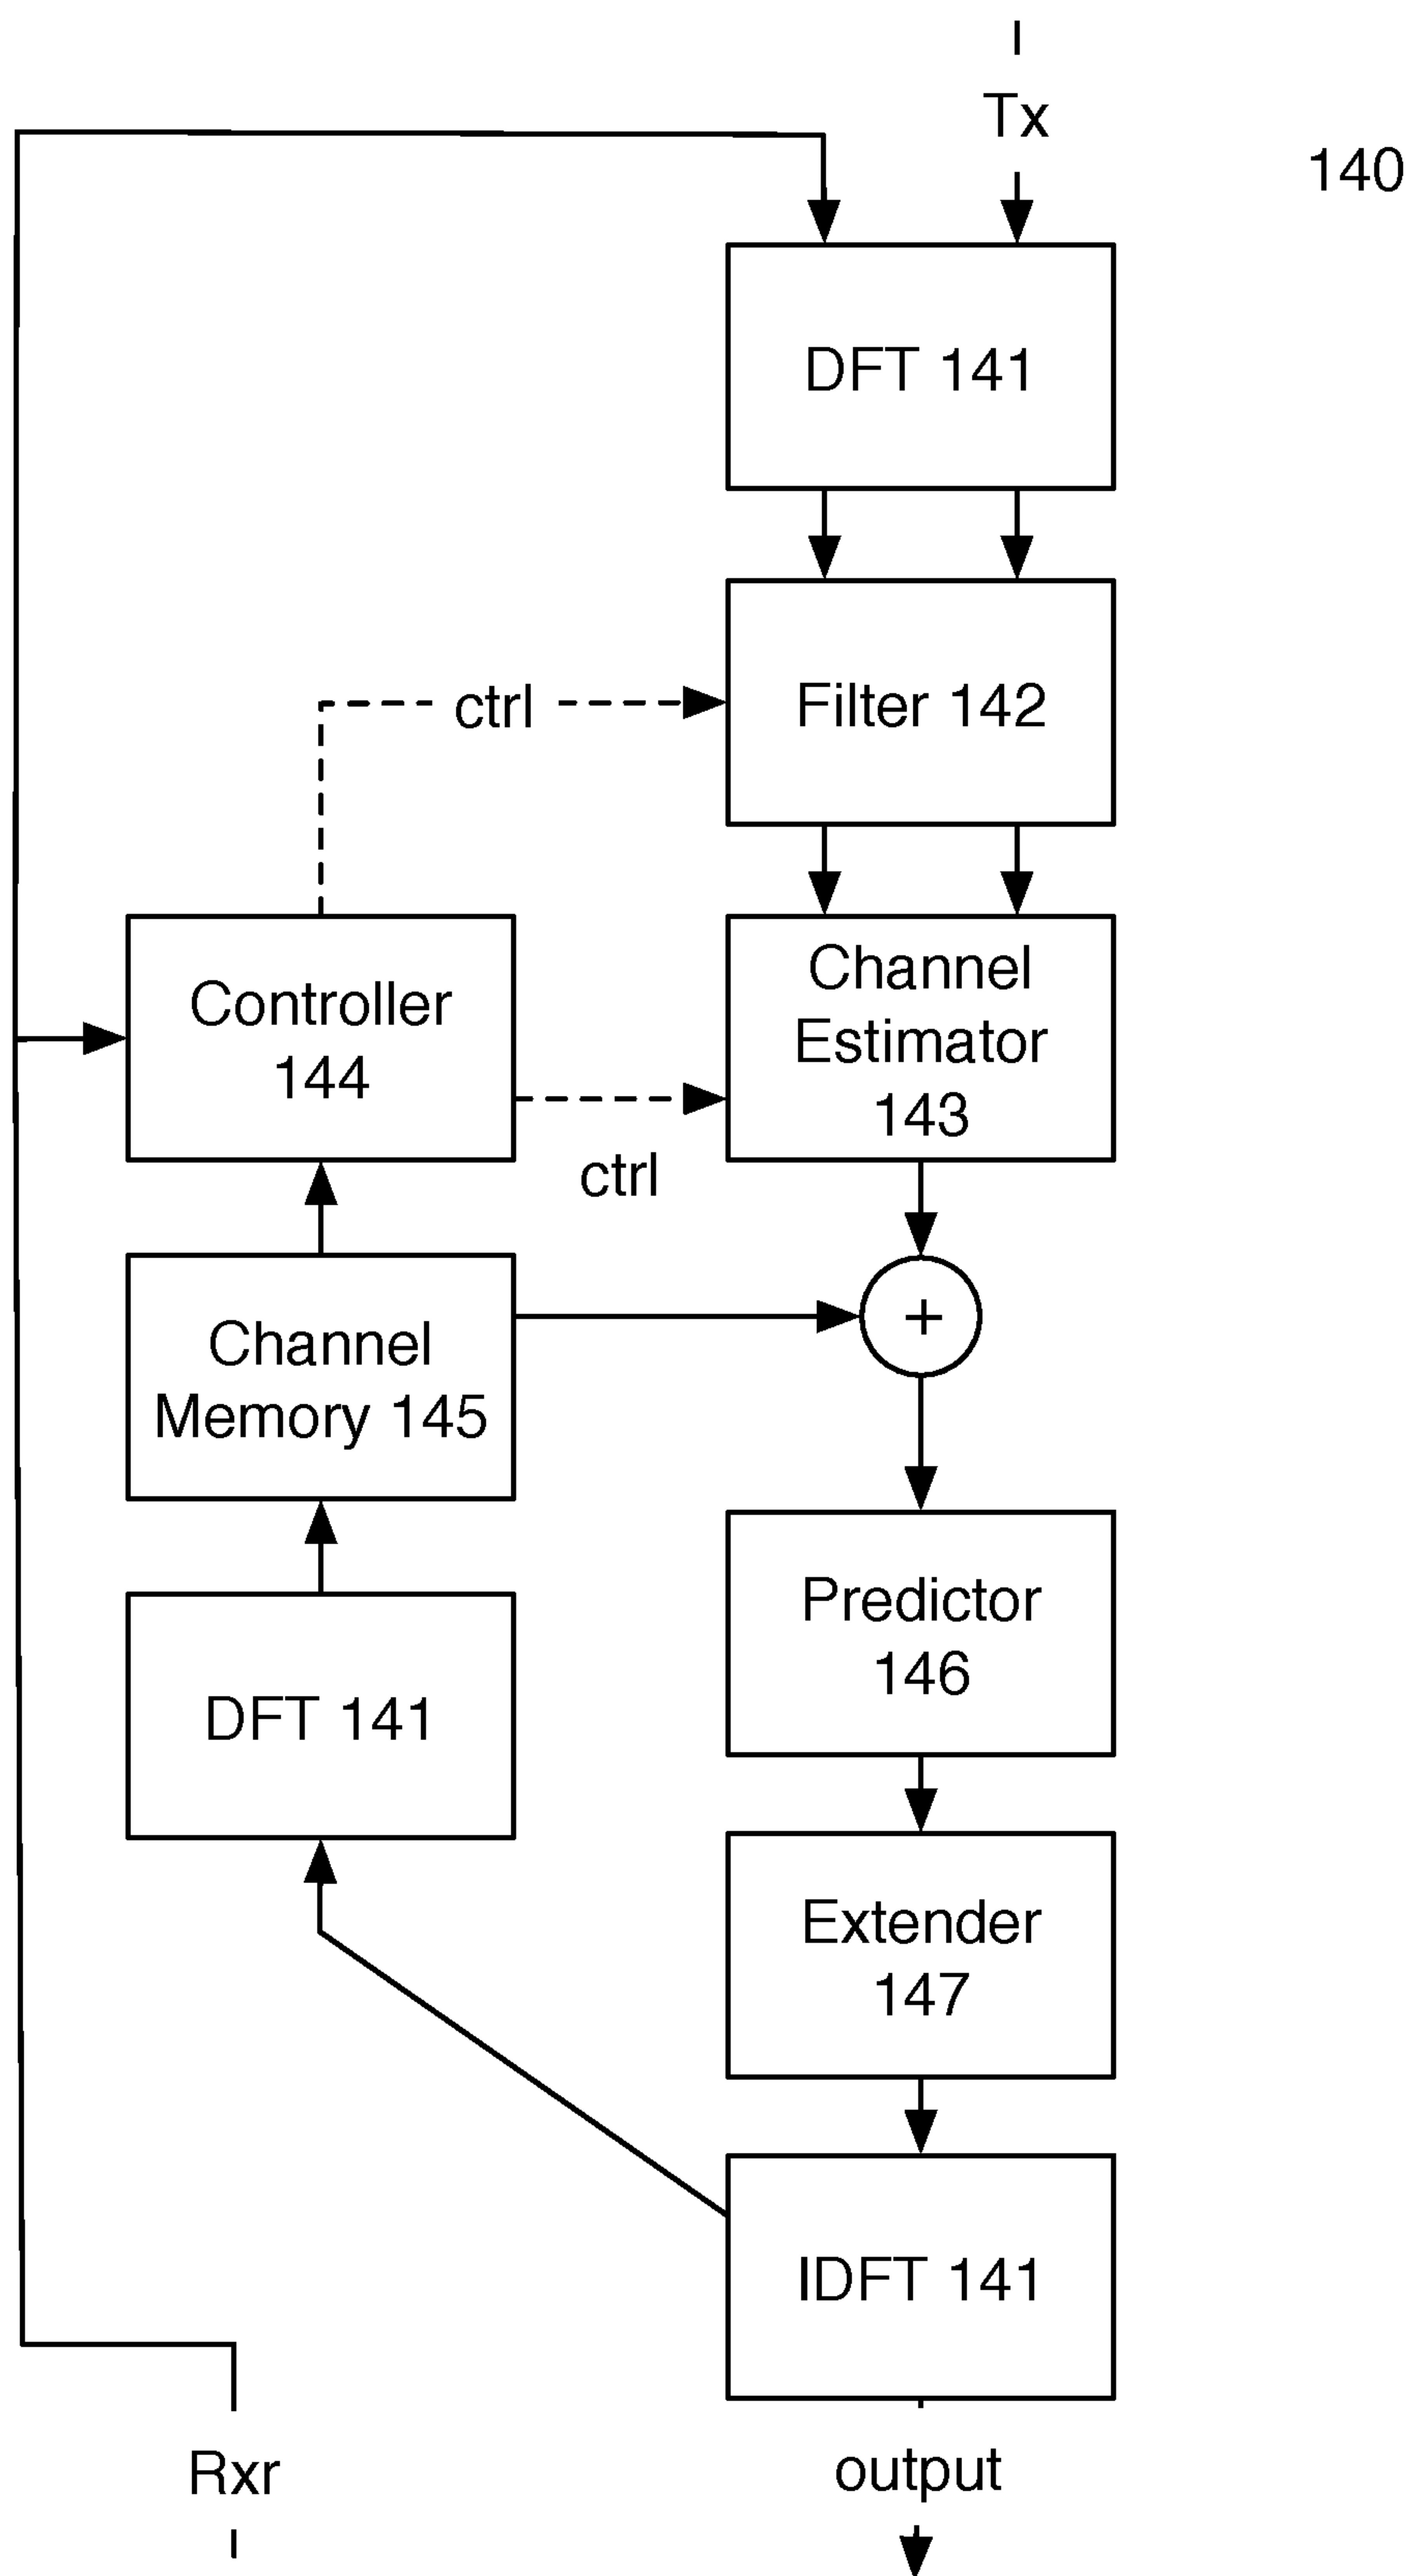 Tx
140
DFT 141
ctrl
Filter 142
Controller
144
Channel
Estimator
143
ctrl
Channel
Memory 145
+
Predictor
146
DFT 141
Extender
147
IDFT 141
Rxr
output